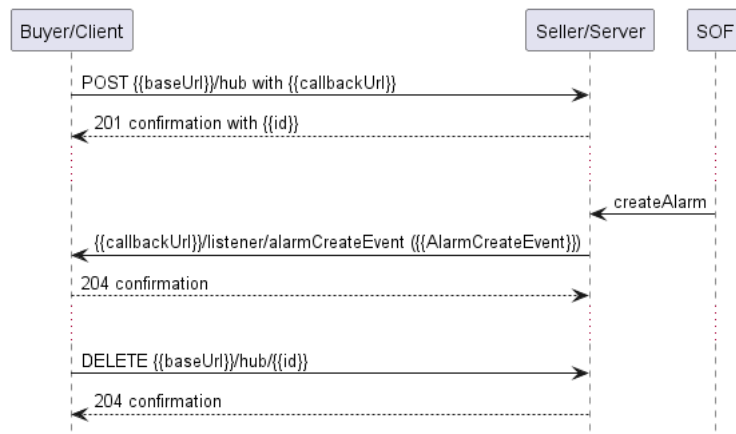 Buyer/Client
Seller/Server
SOF
POST {{baseUrl}}/hub with {{callbackUrl}}
201 confirmation with {{id}}
createAlarm
{{callbackUrl}}/listener/alarmCreateEvent ({{AlarmCreateEvent}})
204 confirmation
DELETE {{baseUrl}}/hub/{{id}}
204 confirmation